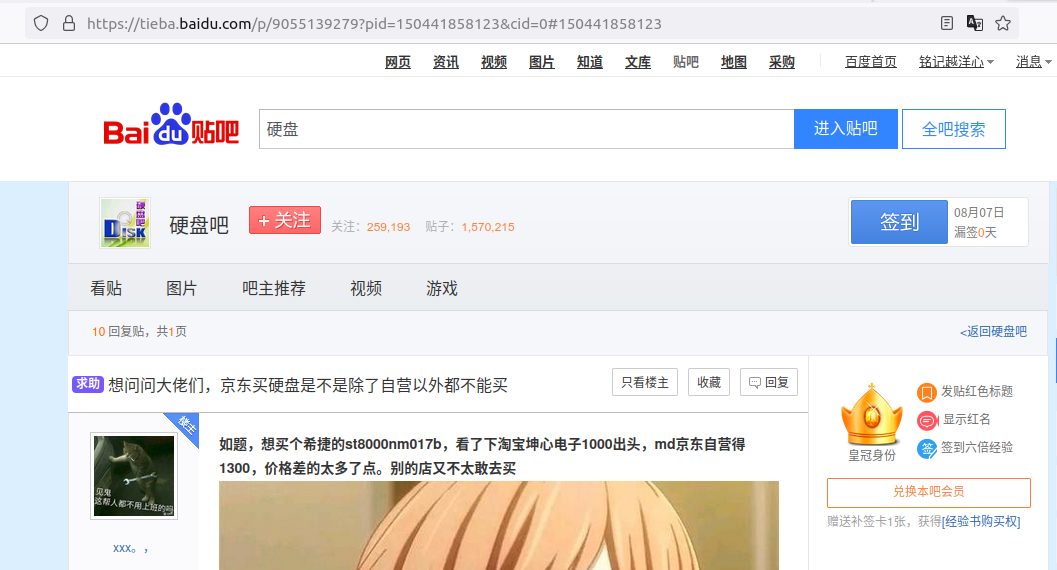 https://tieba.baidu.com/p/9055139279?pid=150441858123&cid=0#150441858123
网页 资讯 视频 图片 知道 文库 贴吧 地图 采购 百度首页 铭记越洋心 消息
Baidu贴吧 硬盘 进入贴吧 全吧搜索
硬盘吧 DISK 硬盘吧 +关注 关注：259,193 贴子：1,570,215 签到 08月07日
漏签0天
看贴 图片 吧主推荐 视频 游戏
10 回复贴，共1页 <返回硬盘吧
求助 想问问大佬们，京东买硬盘是不是除了自营以外都不能买 只看楼主 收藏 回复
楼主
如题，想买个希捷的st8000nm017b，看了下淘宝坤心电子1000出头，md京东自营得
1300，价格差的太多了点。别的店又不太敢去买
见鬼
这帮人都不用上班的吗
xxx。，
皇冠身份
发贴红色标题
显示红名
签 签到六倍经验
兑换本吧会员
赠送补签卡1张，获得[经验书购买权]